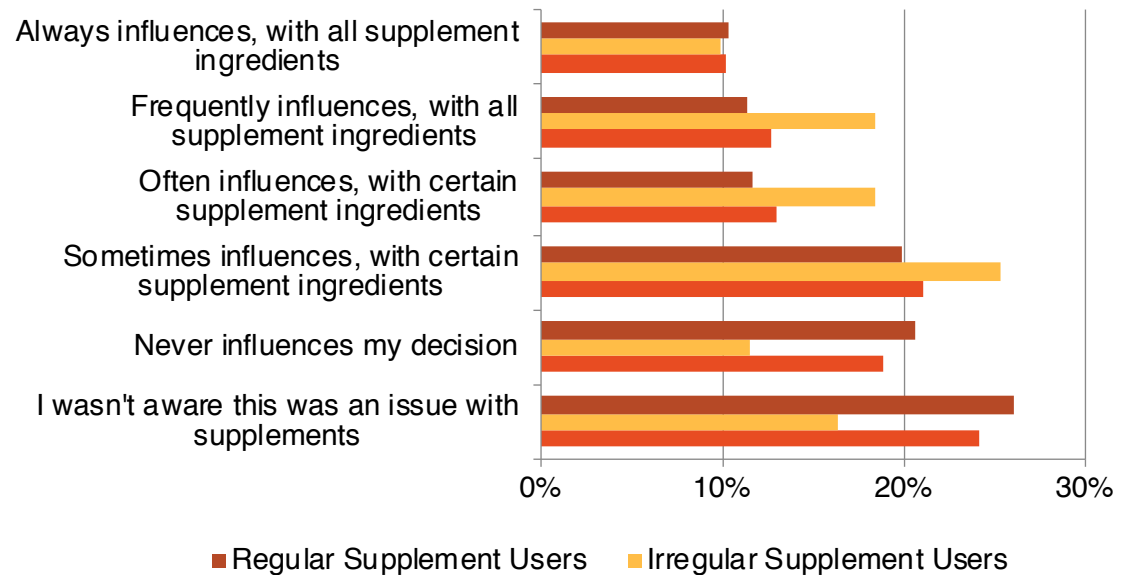 Always influences, with all supplement
ingredients
Frequently influences, with all
supplement ingredients
Often influences, with certain
supplement ingredients
Sometimes influences, with certain
supplement ingredients
Never influences my decision
I wasn't aware this was an issue with
supplements
0% 10% 20% 30%
Regular Supplement Users Irregular Supplement Users